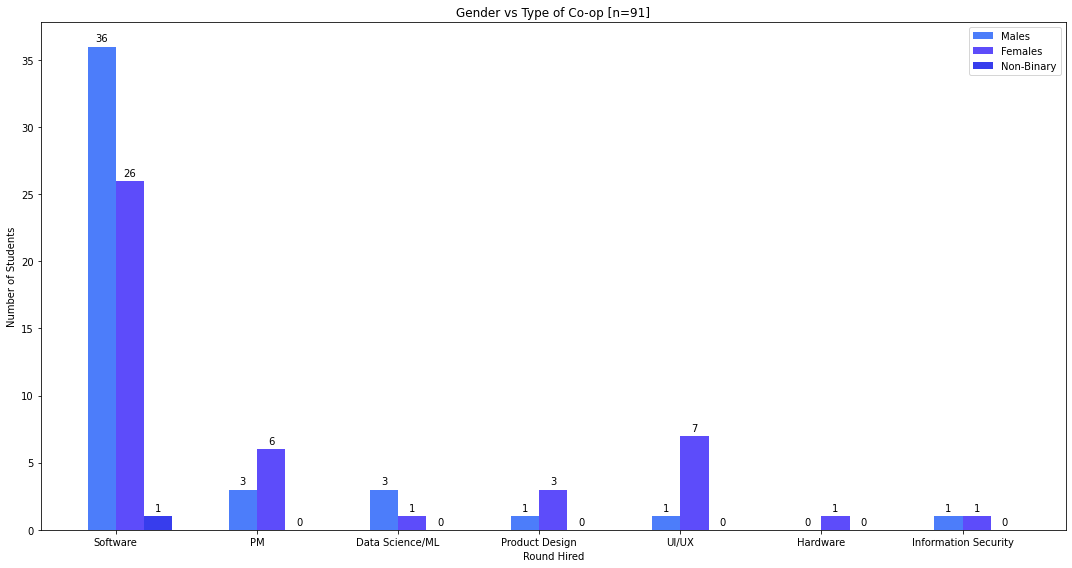 Gender vs Type of Co-op [n=91]
Males
Females
Non-Binary
Number of Students
35
30
25
20
15
10
5
0
36
26
1
3
6
0
3
1
0
1
3
0
1
7
0
0
1
0
1
1
0
Software
PM
Data Science/ML
Product Design
UI/UX
Hardware
Information Security
Round Hired